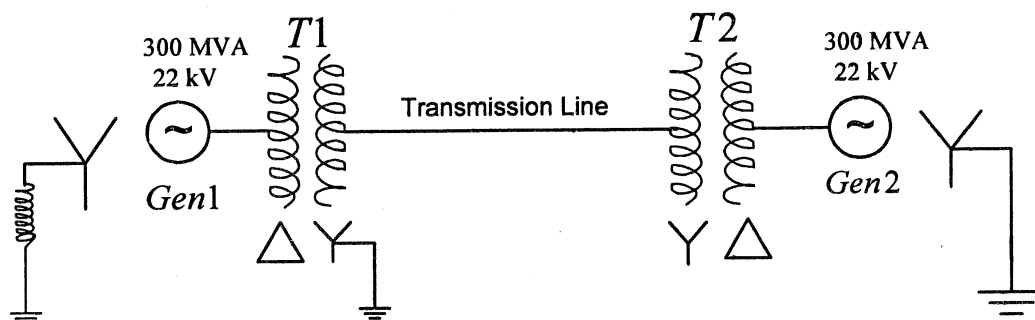 T1
T2
300 MVA
22 kV
300 MVA
22 kV
Transmission Line
~
~
Gen1
Gen2